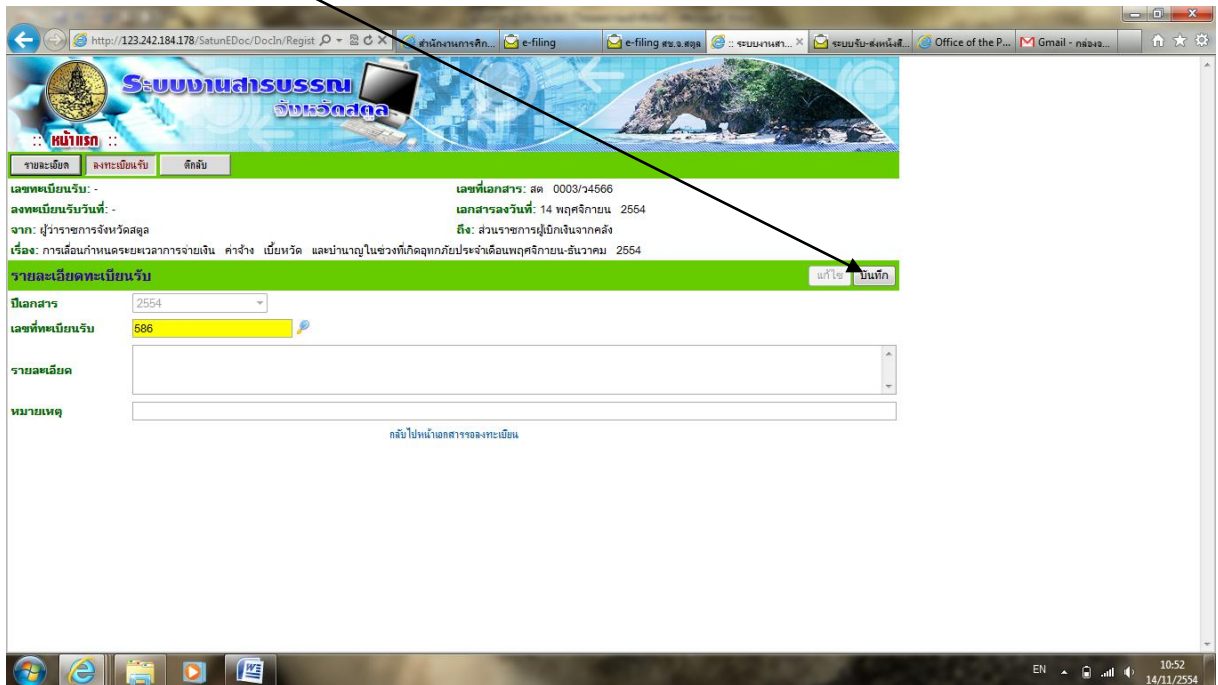 http://123.242.184.178/SatunEDoc/DocIn/Regist
สำนักงานการศึก...
e-filing
e-filing สช.จ.สตูล
:: ระบบงานสา...
ระบบรับ-ส่งหนังสื...
Office of the P...
Gmail - กล่องจ...
ระบบงานสารบรรณ
จังหวัดสตูล
:: หน้าแรก ::
รายละเอียด
ลงทะเบียนรับ
ตีกลับ
เลขทะเบียนรับ: -
เลขที่เอกสาร: สต 0003/ว4566
ลงทะเบียนรับวันที่: -
เอกสารลงวันที่: 14 พฤศจิกายน 2554
จาก: ผู้ว่าราชการจังหวัดสตูล
ถึง: ส่วนราชการผู้เบิกเงินจากคลัง
เรื่อง: การเลื่อนกำหนดระยะเวลาการจ่ายเงิน ค่าจ้าง เบี้ยหวัด และบำนาญในช่วงที่เกิดอุทกภัยประจำเดือนพฤศจิกายน-ธันวาคม 2554
รายละเอียดทะเบียนรับ
แก้ไข
บันทึก
ปีเอกสาร
2554
เลขที่ทะเบียนรับ
586
รายละเอียด
หมายเหตุ
กลับไปหน้าเอกสารรอลงทะเบียน
EN
10:52
14/11/2554